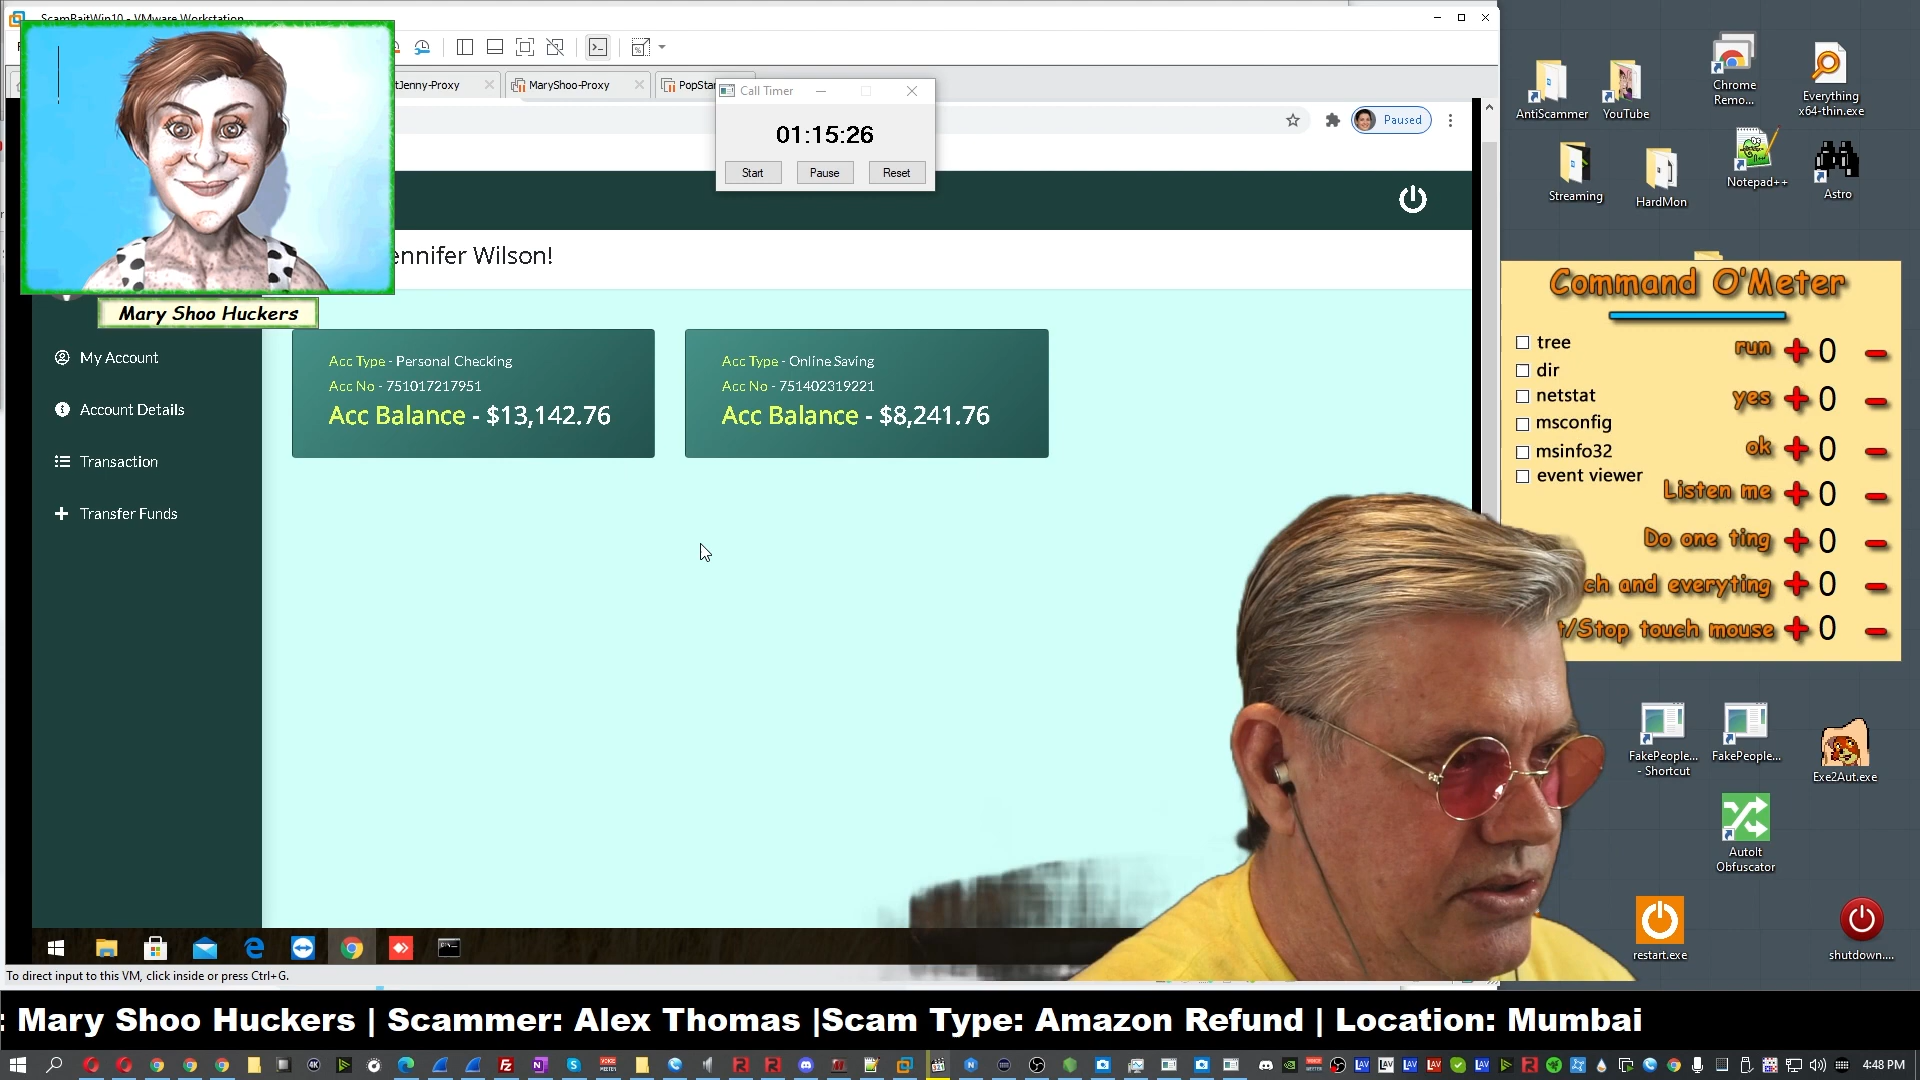 ScamBaitWin10 - VMware Workstation
tJenny-Proxy
MaryShoo-Proxy
PopSta
Call Timer
01:15:26
Start
Pause
Reset
Paused
ennifer Wilson!
Mary Shoo Huckers
My Account
Account Details
Transaction
Transfer Funds
Acc Type - Personal Checking
Acc No - 751017217951
Acc Balance - $13,142.76
Acc Type - Online Saving
Acc No - 751402319221
Acc Balance - $8,241.76
AntiScammer
YouTube
Chrome
Remo...
Everything
x64-thin.exe
Streaming
HardMon
Notepad++
Astro
Command O'Meter
tree
dir
netstat
msconfig
msinfo32
event viewer
run + 0 -
yes + 0 -
ok + 0 -
Listen me + 0 -
Do one ting + 0 -
ch and everyting + 0 -
t/Stop touch mouse + 0 -
FakePeople...
- Shortcut
FakePeople...
Exe2Aut.exe
AutoIt
Obfuscator
restart.exe
shutdown....
To direct input to this VM, click inside or press Ctrl+G.
: Mary Shoo Huckers | Scammer: Alex Thomas |Scam Type: Amazon Refund | Location: Mumbai
4:48 PM